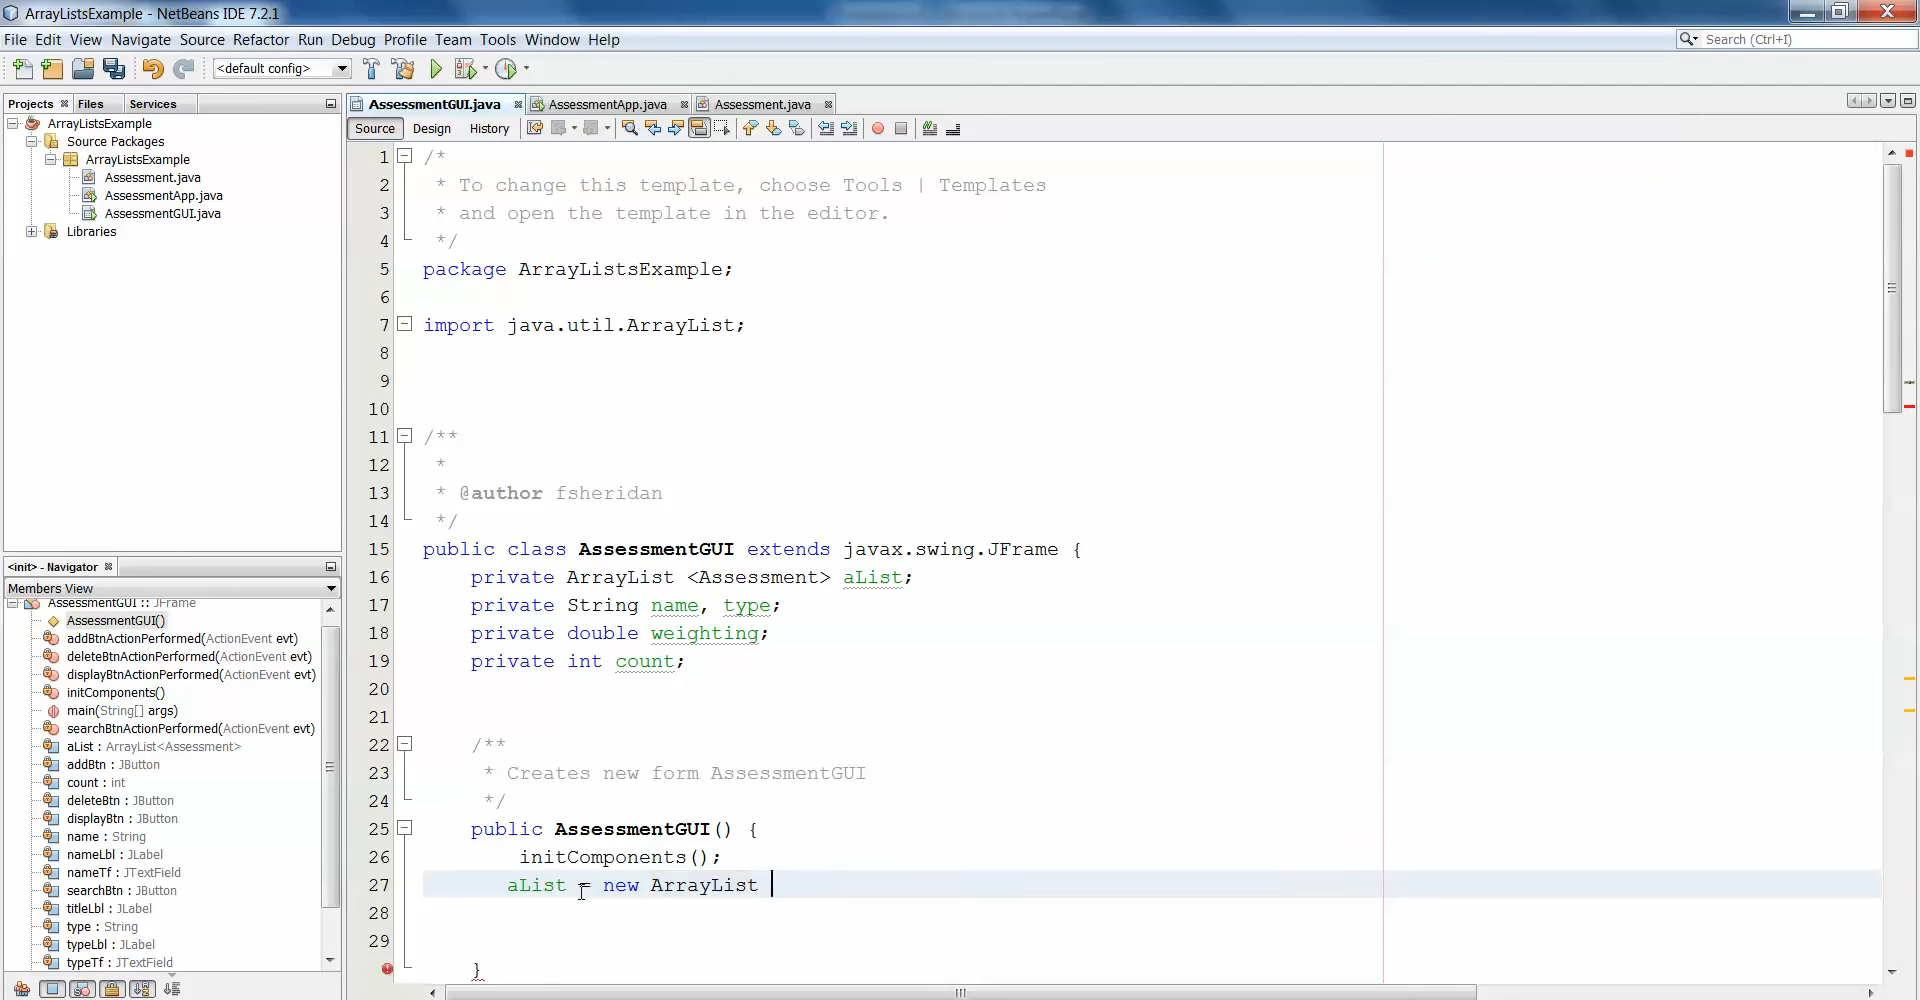 ArrayListsExample - NetBeans IDE 7.2.1
File Edit View Navigate Source Refactor Run Debug Profile Team Tools Window Help
Search (Ctrl+I)
<default config>
Projects Files Services
ArrayListsExample
Source Packages
ArrayListsExample
Assessment.java
AssessmentApp.java
AssessmentGUI.java
Libraries
<init> - Navigator
Members View
AssessmentGUI :: JFrame
AssessmentGUI()
addBtnActionPerformed(ActionEvent evt)
deleteBtnActionPerformed(ActionEvent evt)
displayBtnActionPerformed(ActionEvent evt)
initComponents()
main(String[] args)
searchBtnActionPerformed(ActionEvent evt)
aList : ArrayList<Assessment>
addBtn : JButton
count : int
deleteBtn : JButton
displayBtn : JButton
name : String
nameLbl : JLabel
nameTf : JTextField
searchBtn : JButton
titleLbl : JLabel
type : String
typeLbl : JLabel
typeTf : JTextField
AssessmentGUI.java AssessmentApp.java Assessment.java
Source Design History
1 /*
2 * To change this template, choose Tools | Templates
3 * and open the template in the editor.
4 */
5 package ArrayListsExample;
6
7 import java.util.ArrayList;
8
9
10
11 /**
12 *
13 * @author fsheridan
14 */
15 public class AssessmentGUI extends javax.swing.JFrame {
16 private ArrayList <Assessment> aList;
17 private String name, type;
18 private double weighting;
19 private int count;
20
21
22 /**
23 * Creates new form AssessmentGUI
24 */
25 public AssessmentGUI() {
26 initComponents();
27 aList = new ArrayList
28
29
}